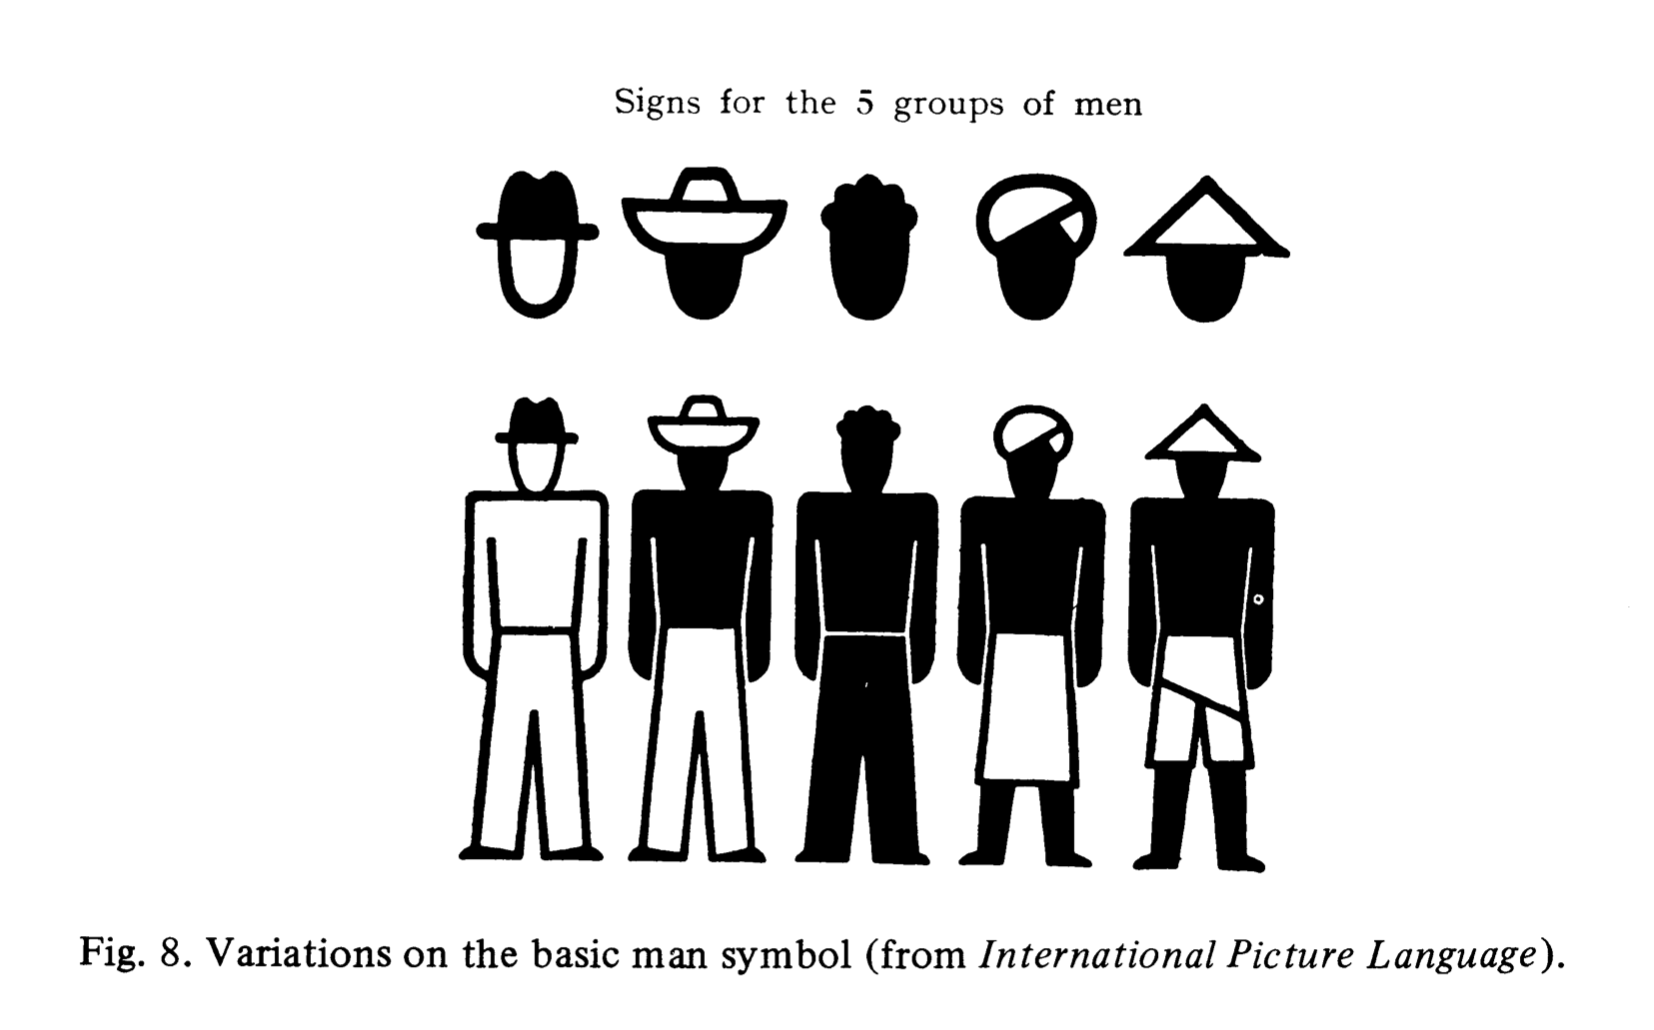 Signs for the 5 groups of men
Fig. 8. Variations on the basic man symbol (from International Picture Language).